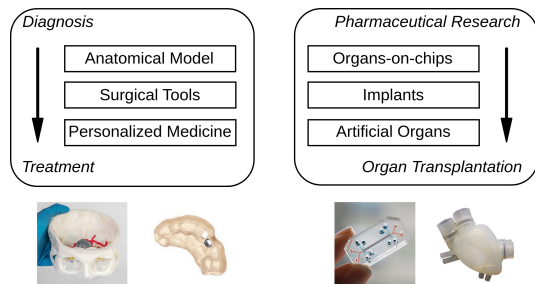 Diagnosis
Anatomical Model
Surgical Tools
Personalized Medicine
Treatment
Pharmaceutical Research
Organs-on-chips
Implants
Artificial Organs
Organ Transplantation